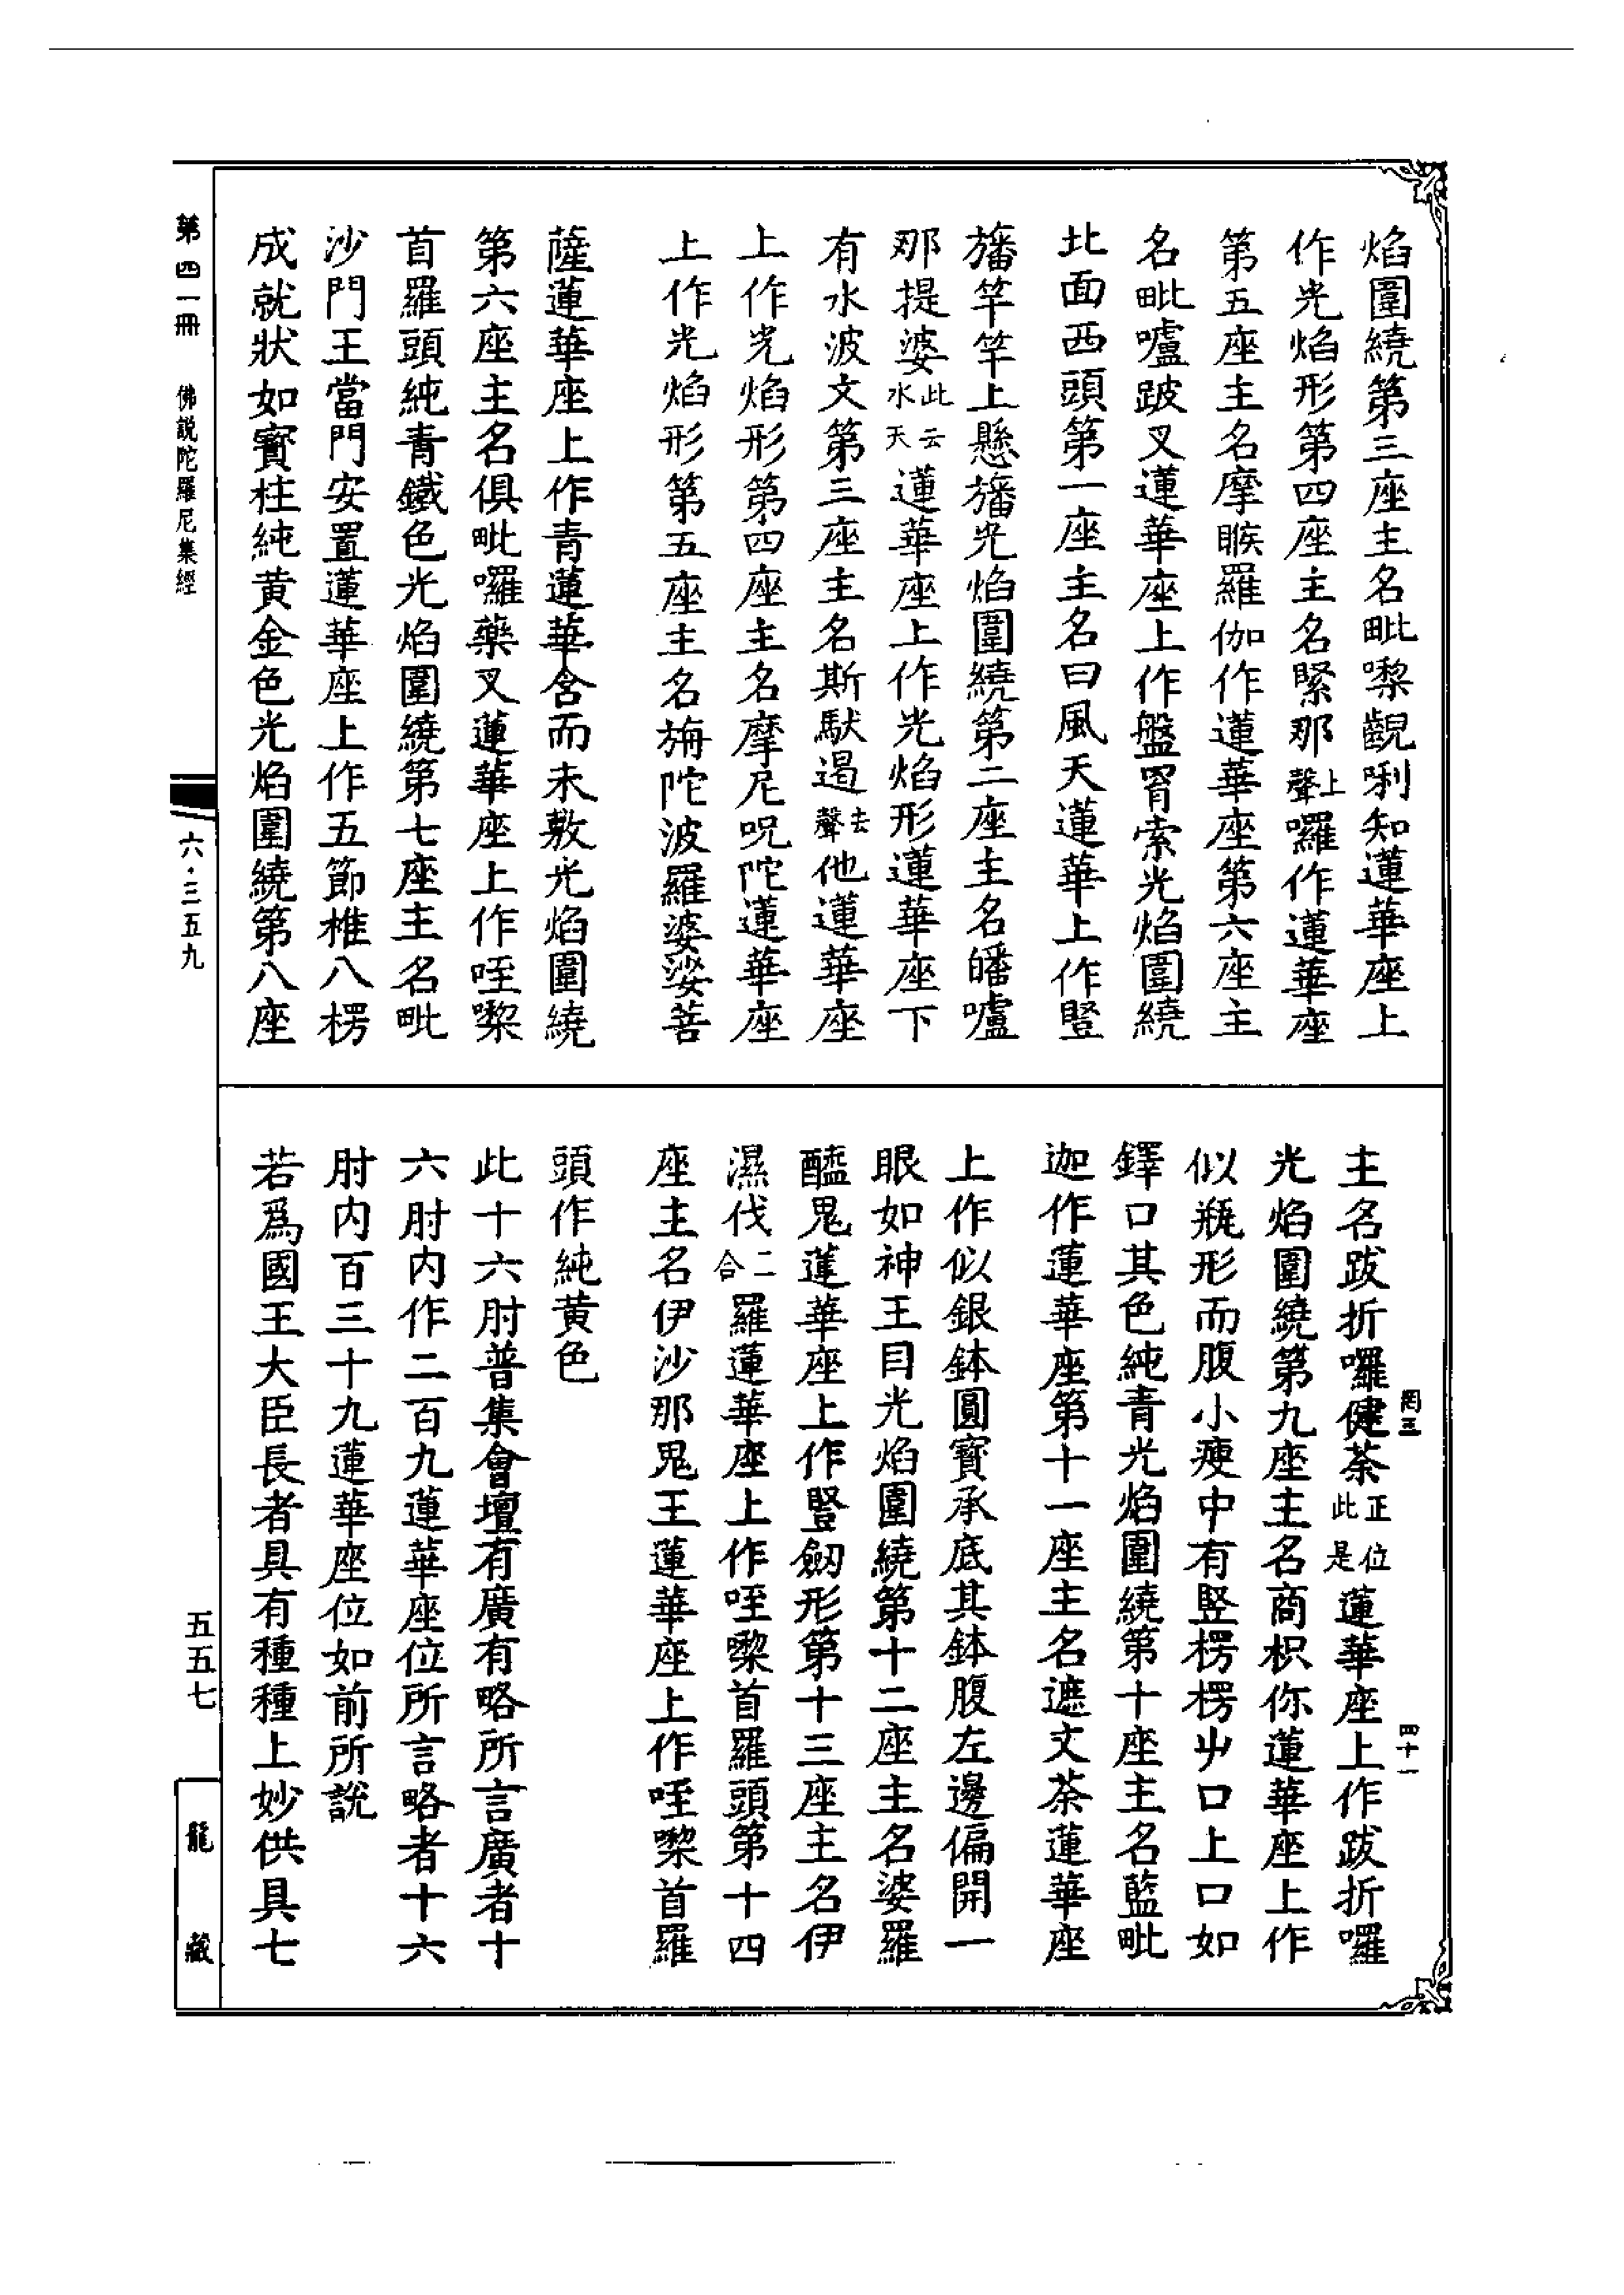 焰圍繞第三座主名毗㗚齯唎知蓮華座上
作光焰形第四座主名緊那上聲囉作蓮華座
第五座主名摩睺羅伽作蓮華座第六座主
名毗嚧跛叉蓮華座上作盤罥索光焰圍繞
北面西頭第一座主名曰風天蓮華上作豎
旛竿竿上懸旛光焰圍繞第二座主名皤嚧
那提婆此云水天蓮華座上作光焰形蓮華座下
有水波文第三座主名斯馱遏去聲他蓮華座
上作光焰形第四座主名摩尼呪陀蓮華座
上作光焰形第五座主名旃陀波羅婆娑菩
薩蓮華座上作青蓮華含而未敷光焰圍繞
第六座主名俱毗囉藥叉蓮華座上作咥㗚
首羅頭純青鐵色光焰圍繞第七座主名毗
沙門王當門安置蓮華座上作五節椎八楞
成就狀如寶柱純黃金色光焰圍繞第八座
主名跋折囉健荼正位此是蓮華座上作跋折囉
光焰圍繞第九座主名商枳你蓮華座上作
似瓶形而腹小瘦中有竪楞楞屮口上口如
鐸口其色純青光焰圍繞第十座主名藍毗
迦作蓮華座第十一座主名遮文荼蓮華座
上作似銀鉢圓寶承底其鉢腹左邊偏開一
眼如神王目光焰圍繞第十二座主名婆羅
醯鬼蓮華座上作豎劒形第十三座主名伊
濕伐二合羅蓮華座上作咥㗚首羅頭第十四
座主名伊沙那鬼王蓮華座上作咥㗚首羅
頭作純黃色
此十六肘普集會壇有廣有略所言廣者十
六肘內作二百九蓮華座位所言略者十六
肘內百三十九蓮華座位如前所說
若爲國王大臣長者具有種種上妙供具七
罔三
四十一
第四一冊
佛說陀羅尼集經
六·三五九
五五七
龍藏